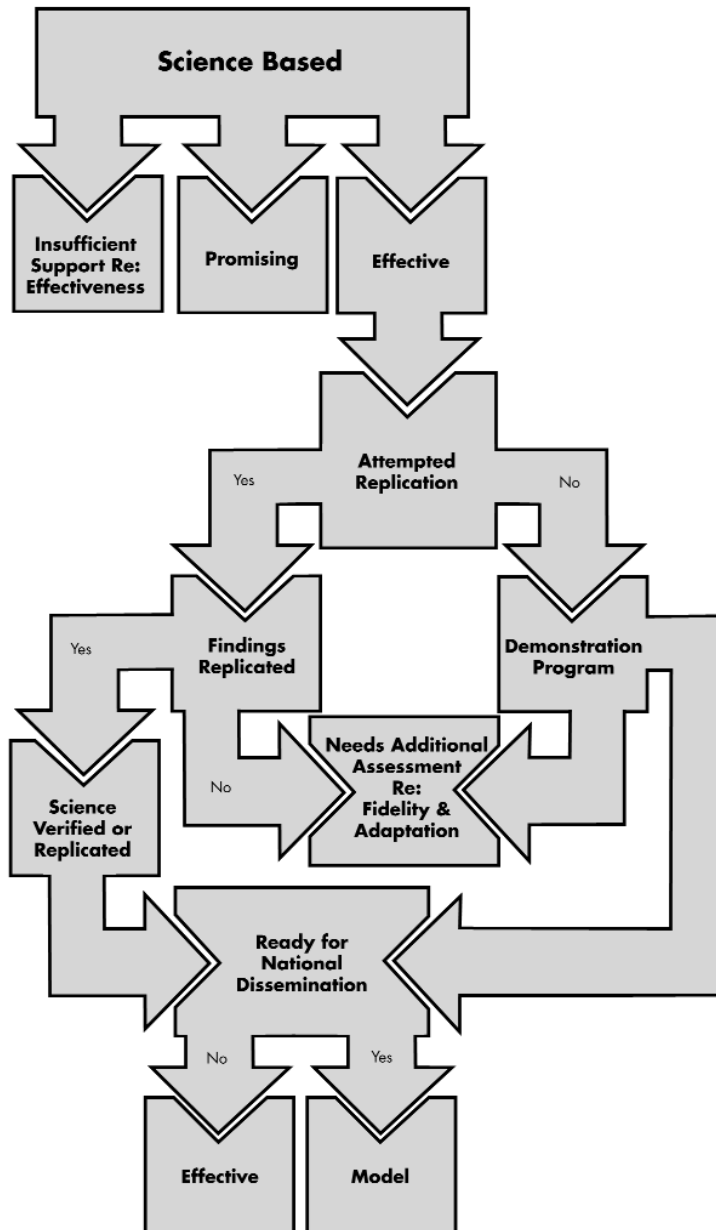 Science Based
Insufficient
Support Re:
Effectiveness
Promising
Effective
Attempted
Replication
Yes
No
Findings
Replicated
Demonstration
Program
Yes
No
Needs Additional
Assessment
Re:
Fidelity &
Adaptation
Science
Verified or
Replicated
Ready for
National
Dissemination
No
Yes
Effective
Model